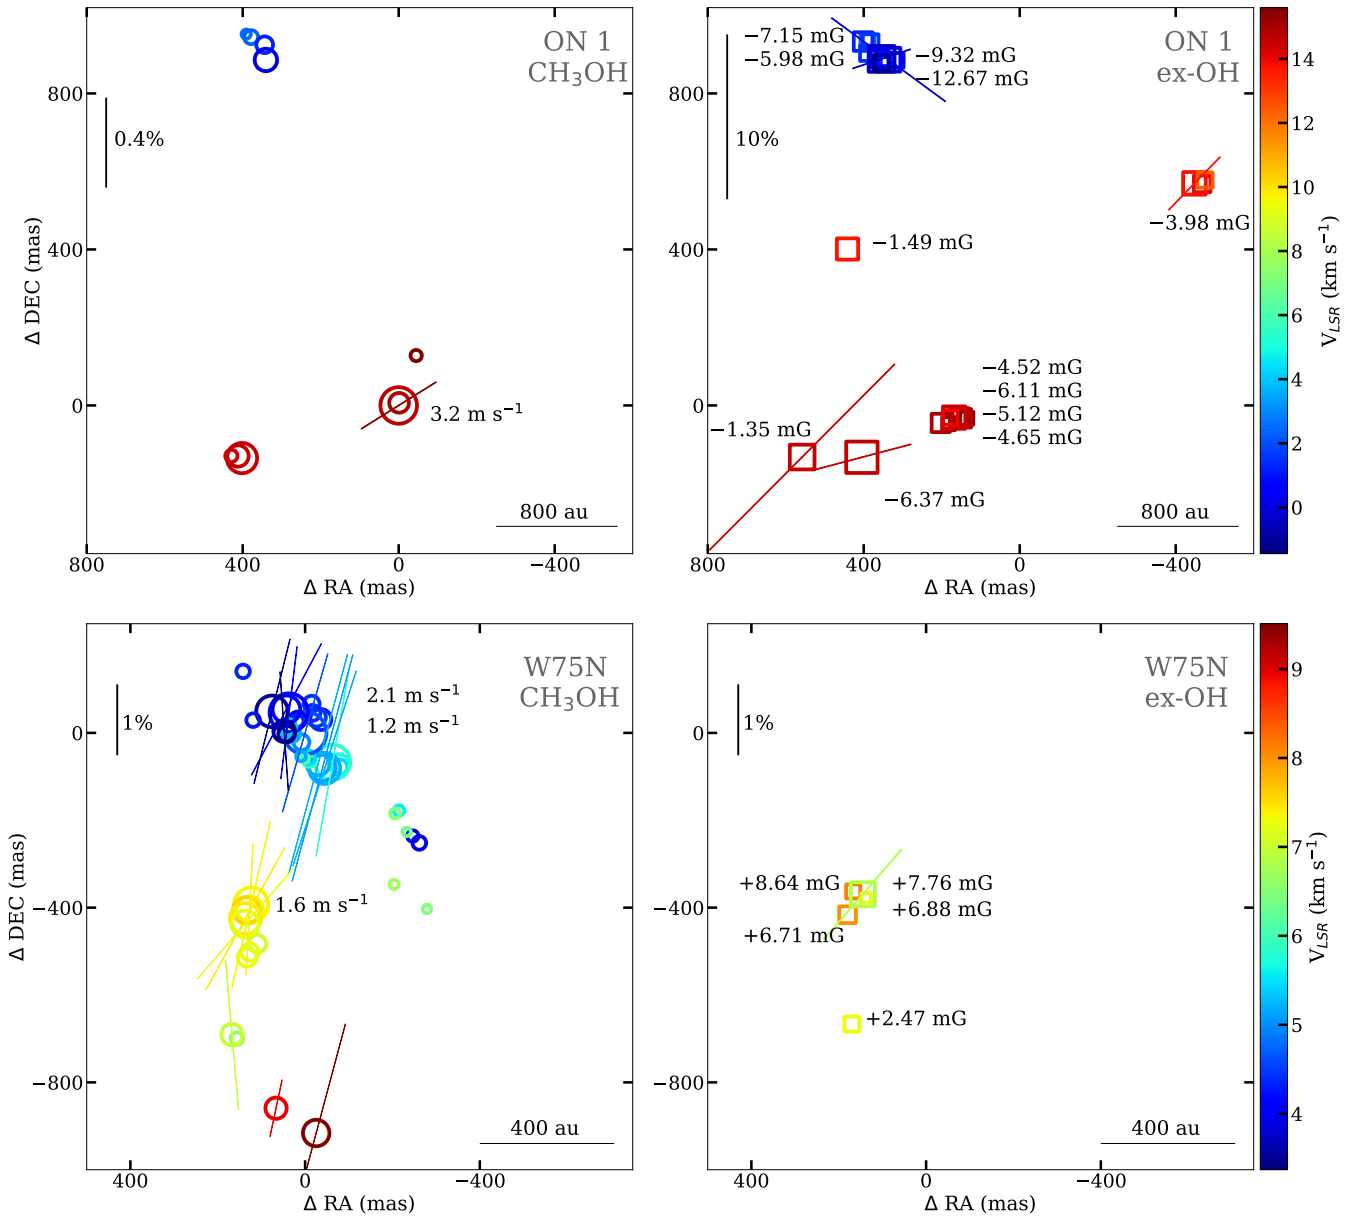 ON 1
CH₃OH
0.4%
3.2 m s⁻¹
800 au
800
400
0
Δ DEC (mas)
800
400
0
−400
Δ RA (mas)
ON 1
ex-OH
−7.15 mG
−5.98 mG
−9.32 mG
−12.67 mG
10%
−3.98 mG
−1.49 mG
−4.52 mG
−6.11 mG
−5.12 mG
−4.65 mG
−1.35 mG
−6.37 mG
800 au
800
400
0
−400
Δ RA (mas)
14
12
10
8
6
4
2
0
V_LSR (km s⁻¹)
W75N
CH₃OH
1%
2.1 m s⁻¹
1.2 m s⁻¹
1.6 m s⁻¹
400 au
0
−400
−800
Δ DEC (mas)
400
0
−400
Δ RA (mas)
W75N
ex-OH
1%
+8.64 mG
+7.76 mG
+6.88 mG
+6.71 mG
+2.47 mG
400 au
400
0
−400
Δ RA (mas)
9
8
7
6
5
4
V_LSR (km s⁻¹)